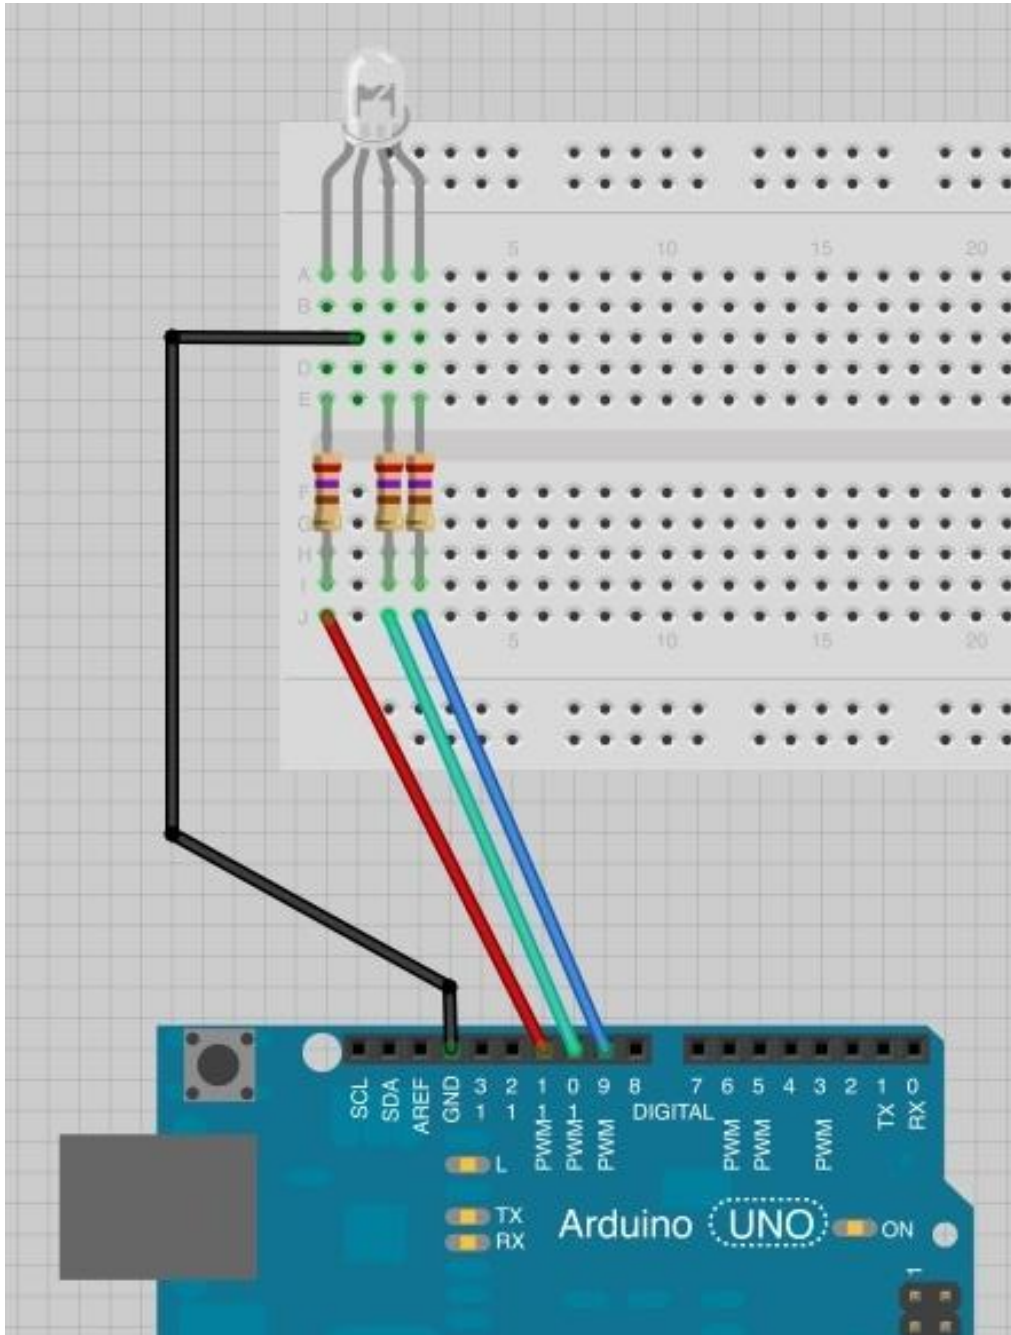 5 10 15 20
A
B
D
E
F
G
H
I
J
5 10 15 20
SCL
SDA
AREF
GND
13
12
PWM 11
PWM 10
PWM 9
8
7
PWM 6
PWM 5
4
PWM 3
2
TX 1
RX 0
DIGITAL
L
TX
RX
Arduino UNO
ON
1